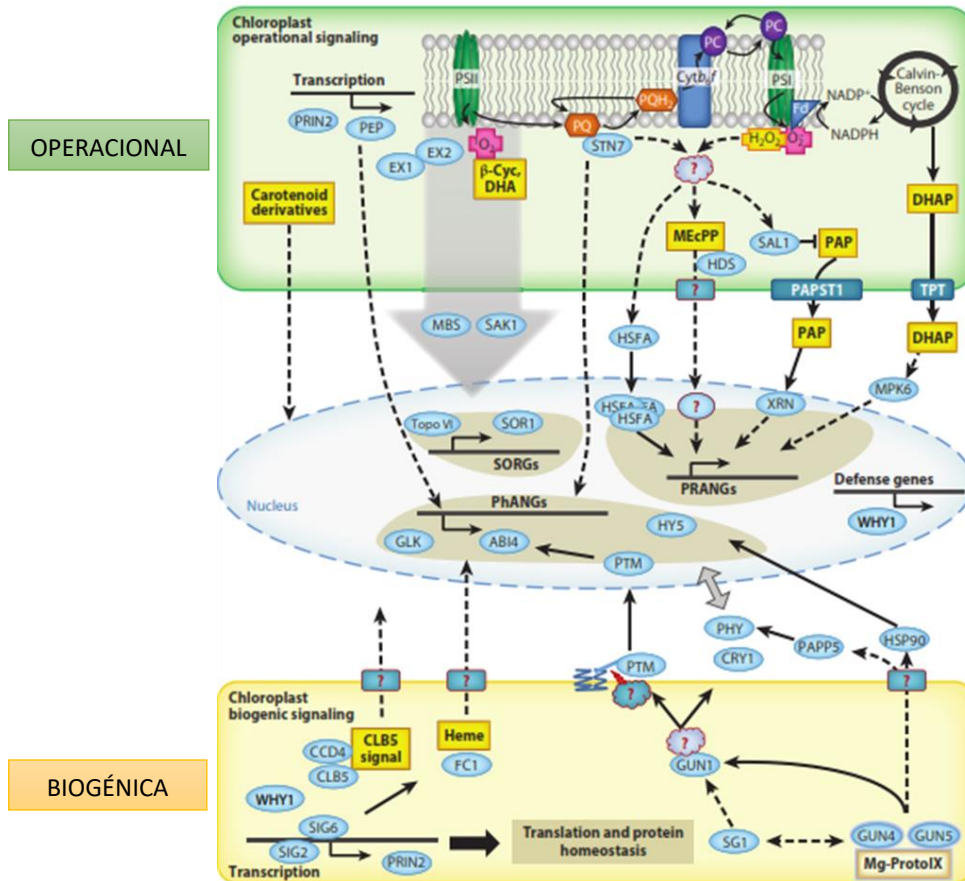 Chloroplast
operational signaling
Transcription
PRIN2
PEP
EX1
EX2
PSII
¹O₂
β-Cyc,
DHA
Carotenoid
derivatives
PQ
PQH₂
STN7
Cytb₆f
PC
PC
PSI
Fd
H₂O₂
O₂⁻
NADP⁺
NADPH
Calvin-
Benson
cycle
OPERACIONAL
?
MEcPP
HDS
?
SAL1
PAP
PAPST1
PAP
DHAP
TPT
DHAP
MBS
SAK1
HSFA
XRN
MPK6
HSFA
HSFA
?
Topo VI
SOR1
SORGs
PRANGs
Defense genes
WHY1
Nucleus
PhANGs
GLK
ABI4
HY5
PTM
PHY
CRY1
PAPP5
HSP90
PTM
?
?
?
?
Chloroplast
biogenic signaling
CCD4
CLB5
CLB5
signal
Heme
FC1
?
GUN1
BIOGÉNICA
WHY1
SIG6
SIG2
PRIN2
Transcription
Translation and protein
homeostasis
SG1
GUN4
GUN5
Mg-ProtoIX